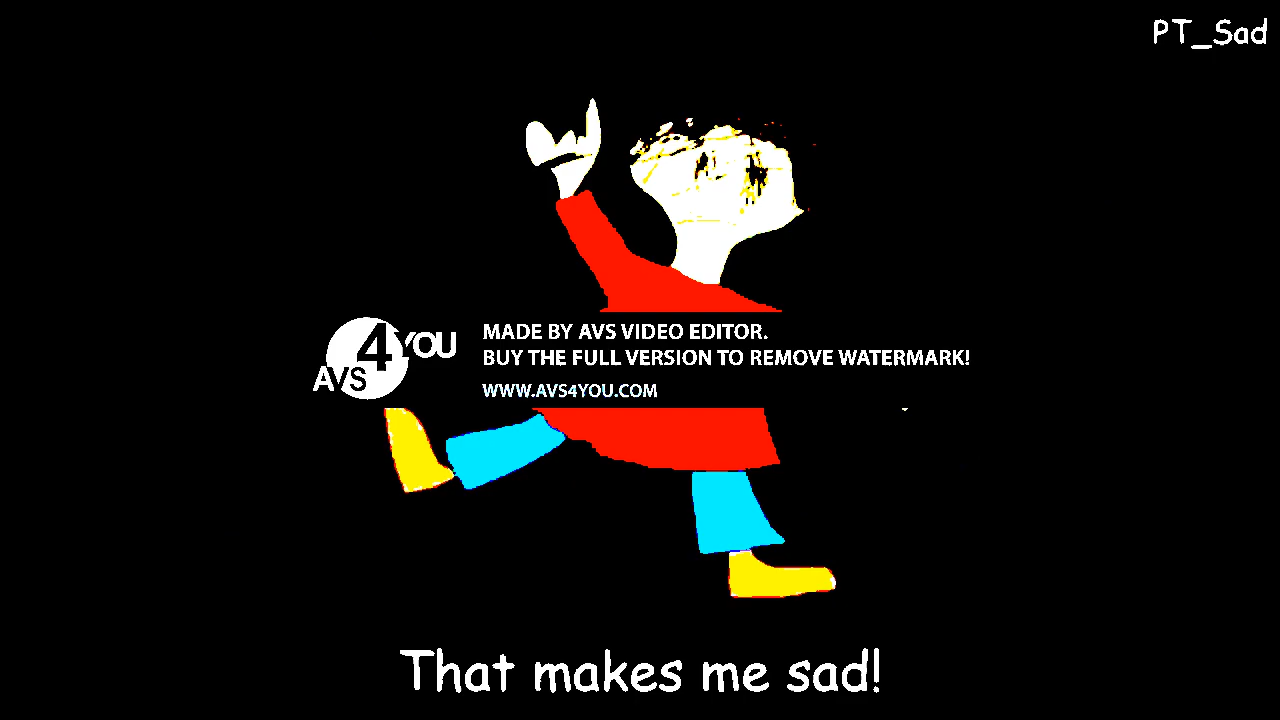 PT_Sad
AVS4YOU
MADE BY AVS VIDEO EDITOR.
BUY THE FULL VERSION TO REMOVE WATERMARK!
WWW.AVS4YOU.COM
That makes me sad!